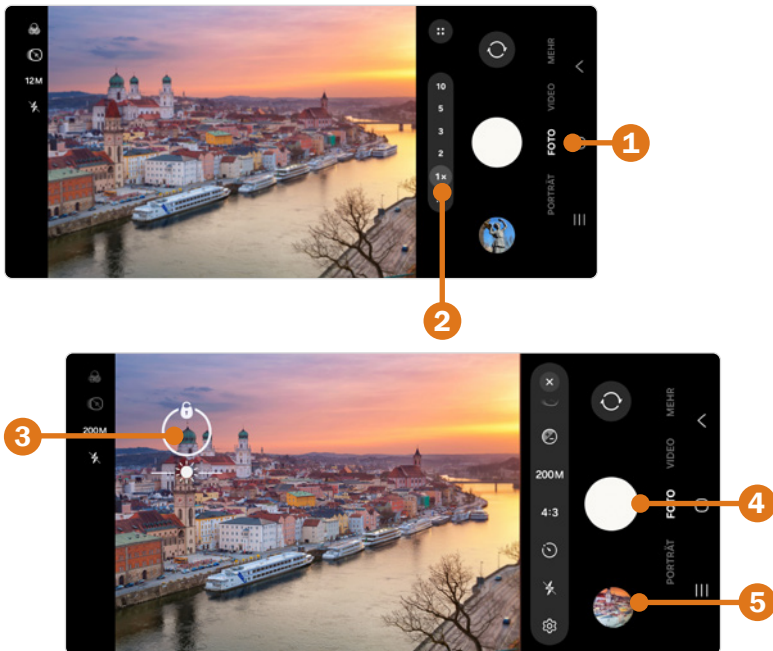 12M
10
5
3
2
1×
MEHR
VIDEO
FOTO
PORTRÄT
1
2
200M
200M
4:3
MEHR
VIDEO
FOTO
PORTRÄT
3
4
5